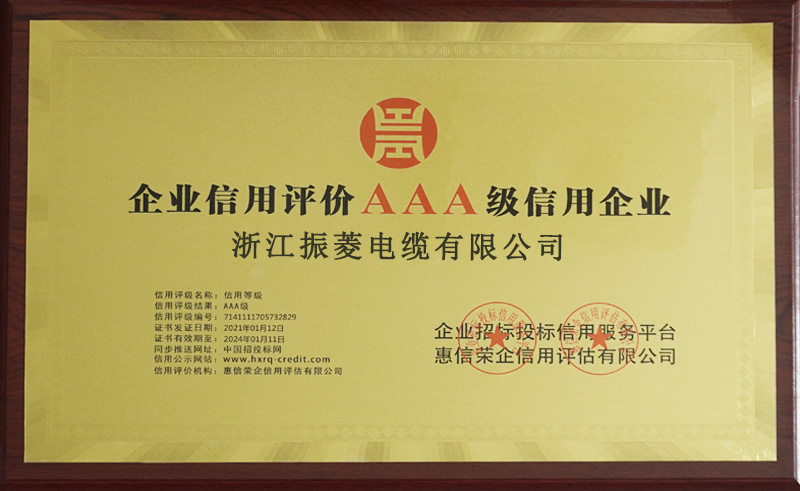 企业信用评价AAA级信用企业
浙江振菱电缆有限公司
信用评级名称：信用等级
信用评级结果：AAA级
信用评级编号：7141111705732829
证书发证日期：2021年01月12日
证书有效期至：2024年01月11日
同步推送网址：中国招投标网
信用公示网站：www.hxrq-credit.com
信用评价机构：惠信荣企信用评估有限公司
企业招标投标信用服务平台
惠信荣企信用评估有限公司